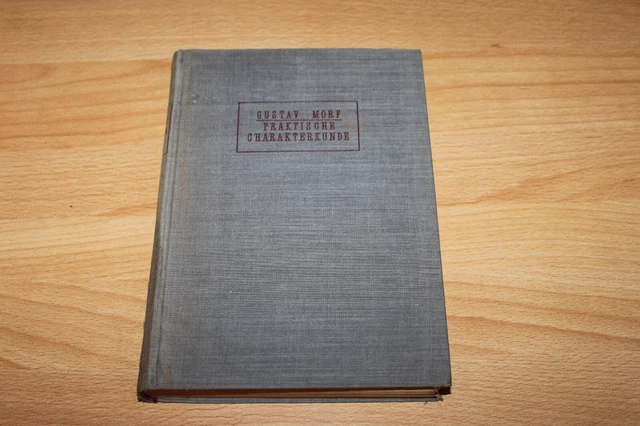 GUSTAV MORF
PRAKTISCHE
CHARAKTERKUNDE